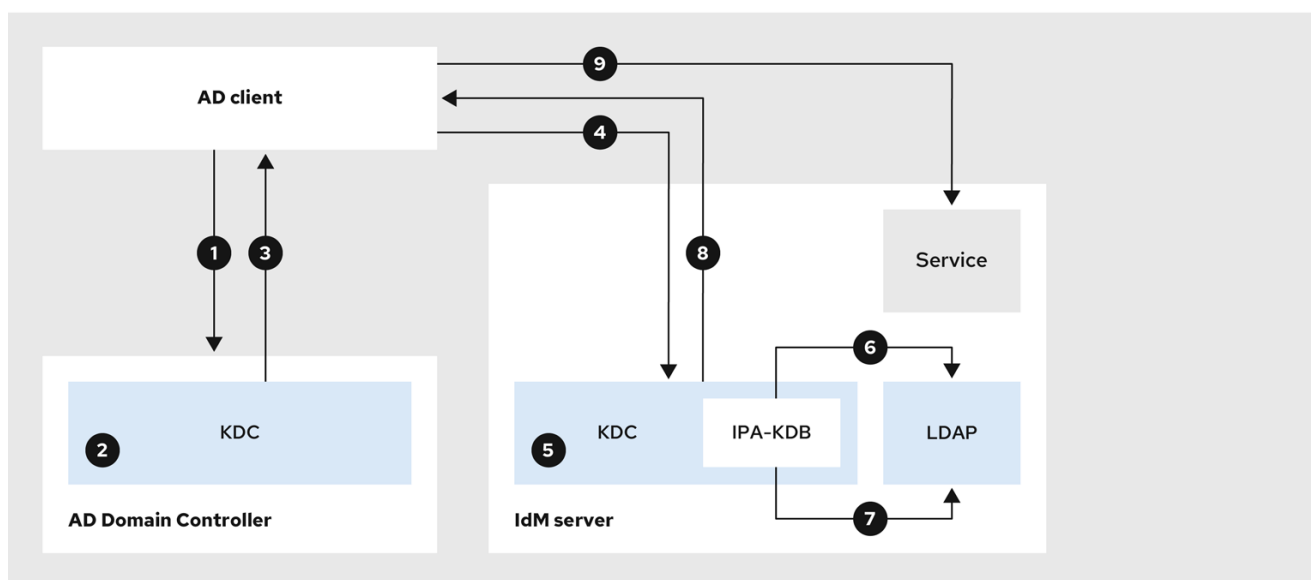 9
AD client
4
1
3
8
Service
6
KDC
2
KDC
5
IPA-KDB
LDAP
AD Domain Controller
IdM server
7